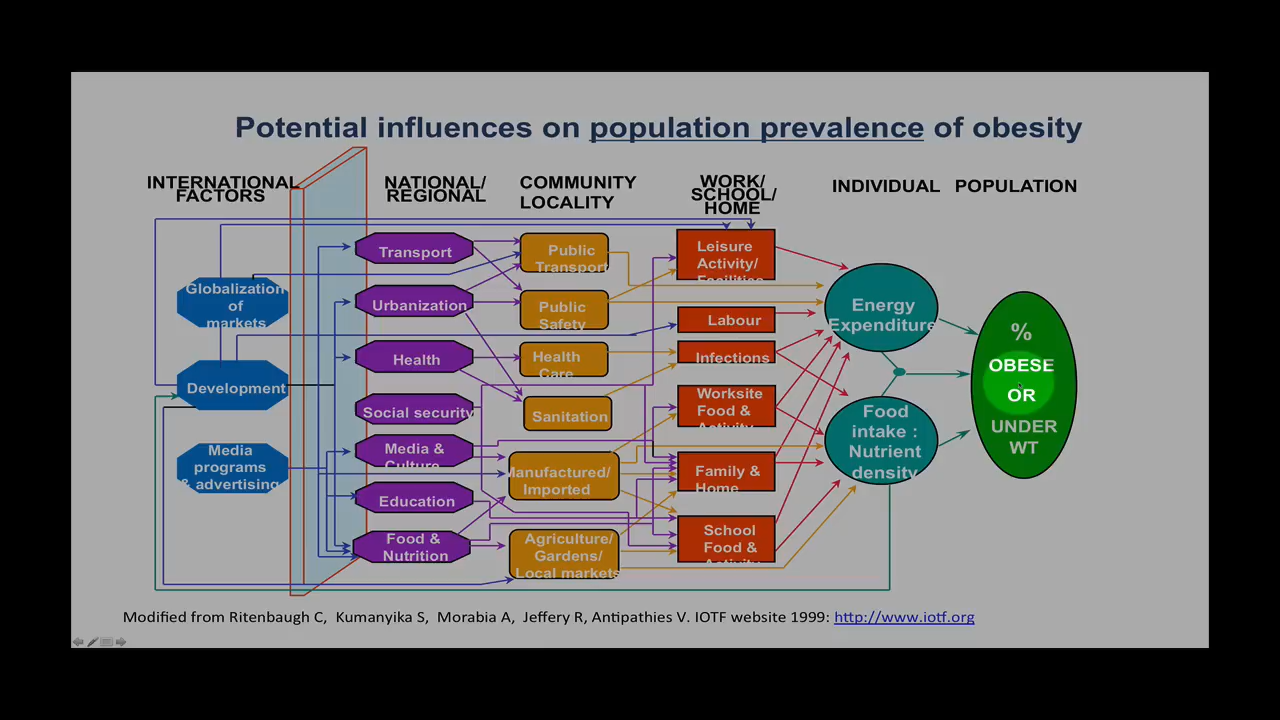 Potential influences on population prevalence of obesity
INTERNATIONAL
FACTORS
NATIONAL/
REGIONAL
COMMUNITY
LOCALITY
WORK/
SCHOOL/
HOME
INDIVIDUAL
POPULATION
Globalization
of
markets
Development
Media
programs
& advertising
Transport
Urbanization
Health
Social security
Media &
Culture
Education
Food &
Nutrition
Public
Transport
Public
Safety
Health
Care
Sanitation
Manufactured/
Imported
Agriculture/
Gardens/
Local markets
Leisure
Activity/
Facilities
Labour
Infections
Worksite
Food &
Activity
Family &
Home
School
Food &
Activity
Energy
Expenditure
Food
intake :
Nutrient
density
%
OBESE
OR
UNDER
WT
Modified from Ritenbaugh C, Kumanyika S, Morabia A, Jeffery R, Antipathies V. IOTF website 1999: http://www.iotf.org